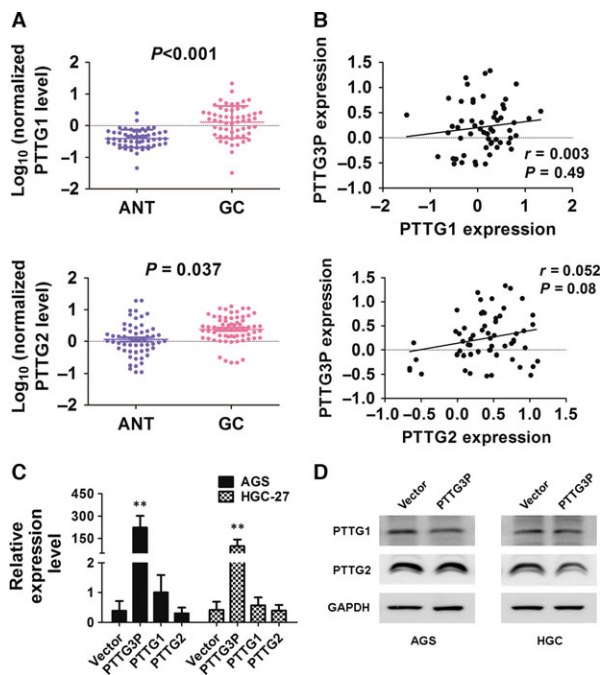 A
P<0.001
Log10 (normalized
PTTG1 level)
2
1
0
−1
−2
ANT
GC
B
PTTG3P expression
1.5
1.0
0.5
0.0
−0.5
−1.0
r = 0.003
P = 0.49
−2
−1
0
1
2
PTTG1 expression
P = 0.037
Log10 (normalized
PTTG2 level)
2
1
0
−1
−2
ANT
GC
r = 0.052
P = 0.08
PTTG3P expression
1.5
1.0
0.5
0.0
−0.5
−1.0
−1.0
−0.5
0.0
0.5
1.0
1.5
PTTG2 expression
C
AGS
HGC-27
Relative
expression
level
450
300
150
2
1
0
**
**
Vector
PTTG3P
PTTG1
PTTG2
Vector
PTTG3P
PTTG1
PTTG2
D
Vector
PTTG3P
Vector
PTTG3P
PTTG1
PTTG2
GAPDH
AGS
HGC